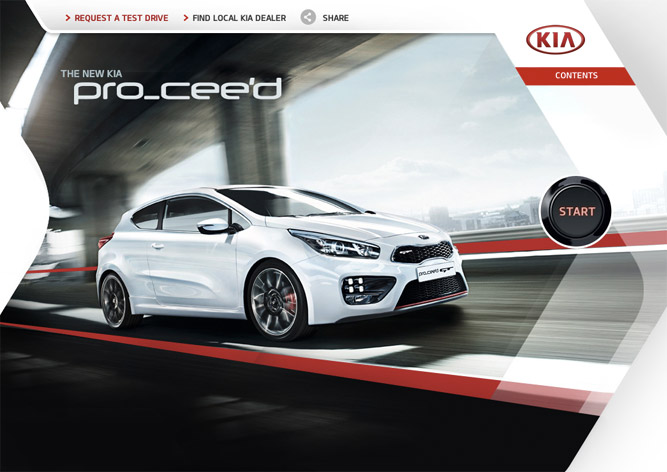 REQUEST A TEST DRIVE
FIND LOCAL KIA DEALER
SHARE
KIA
CONTENTS
THE NEW KIA
pro_cee'd
START
pro_cee'd GT